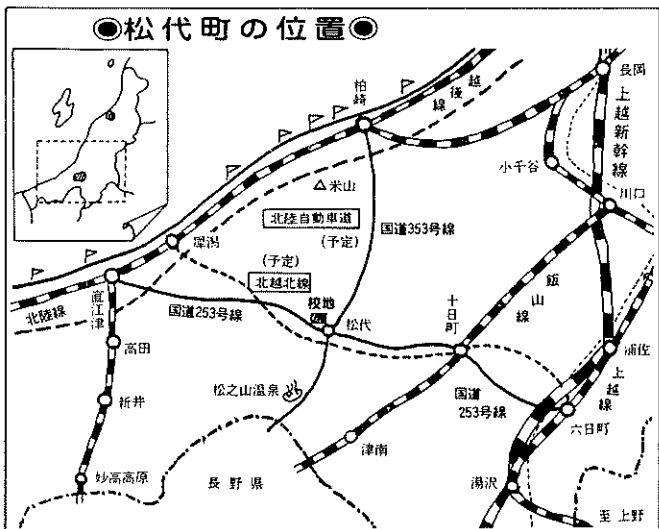 ◉松代町の位置◉
長岡
柏崎
越後線
上越新幹線
小千谷
川口
△米山
北陸自動車道
(予定)
国道353号線
犀潟
(予定)
北越北線
飯山線
校地
十日町
直江津
北陸線
国道253号線
松代
浦佐
高田
上越線
松之山温泉
国道
253号線
新井
六日町
津南
妙高高原
長野県
湯沢
至上野